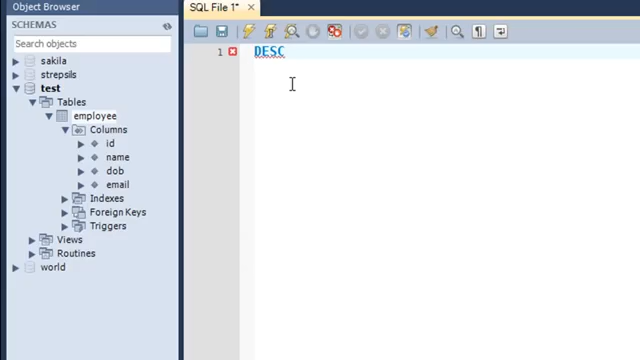 Object Browser
SQL File 1*
SCHEMAS
Search objects
1
DESC
sakila
strepsils
test
Tables
employee
Columns
id
name
dob
email
Indexes
Foreign Keys
Triggers
Views
Routines
world